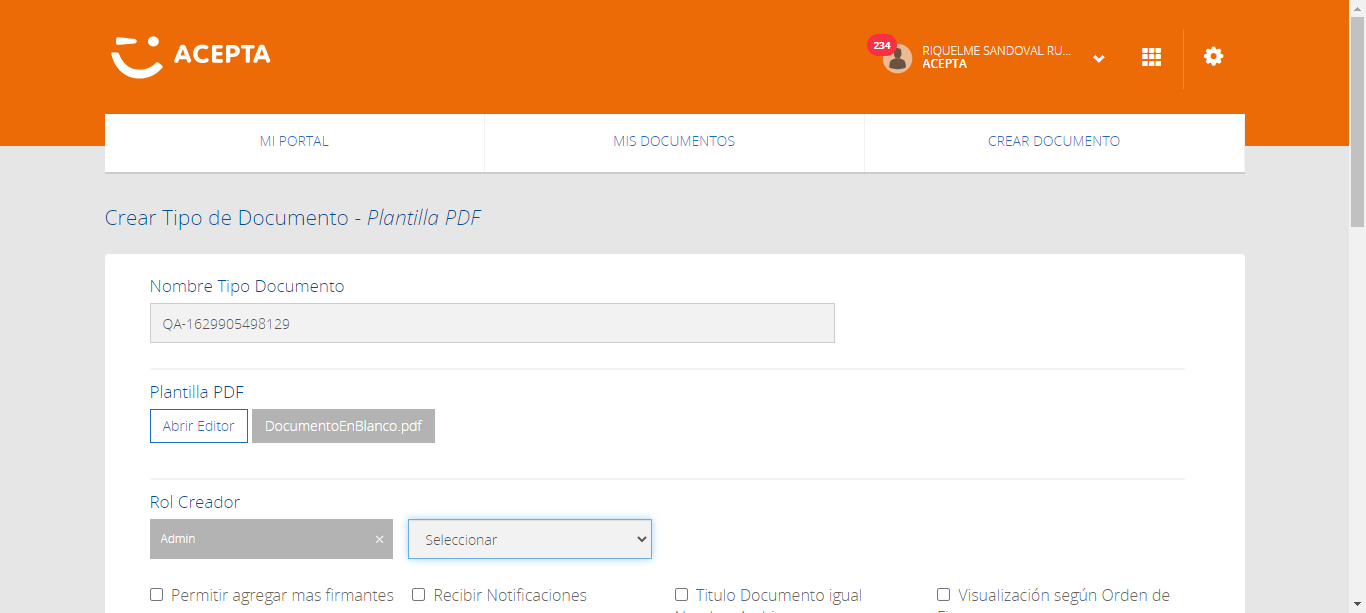 ACEPTA
234
RIQUELME SANDOVAL RU...
ACEPTA
MI PORTAL
MIS DOCUMENTOS
CREAR DOCUMENTO
Crear Tipo de Documento - Plantilla PDF
Nombre Tipo Documento
QA-1629905498129
Plantilla PDF
Abrir Editor
DocumentoEnBlanco.pdf
Rol Creador
Admin ×
Seleccionar
Permitir agregar mas firmantes
Recibir Notificaciones
Titulo Documento igual
Visualización según Orden de